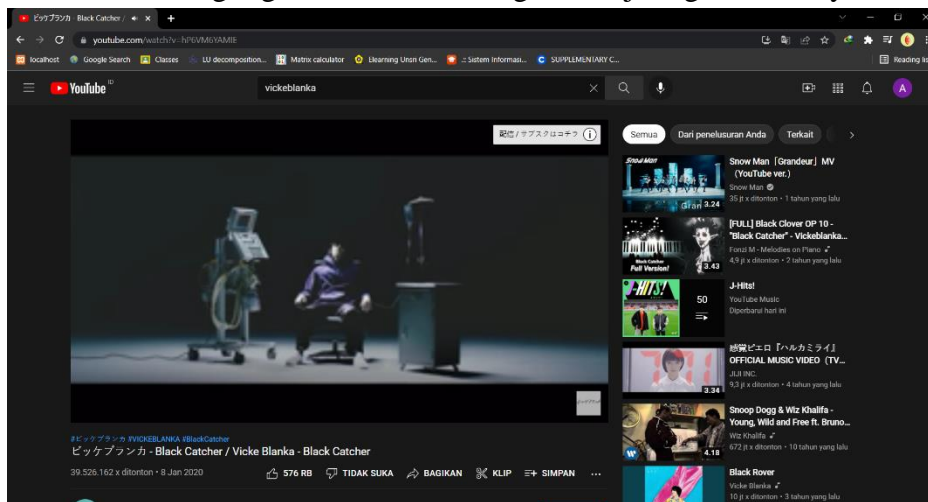 ビッケブランカ - Black Catcher /
youtube.com/watch?v=hP6VM6YAMIE
localhost Google Search Classes LU decomposition... Matrix calculator Elearning Unsri Gen... .: Sistem Informasi... SUPPLEMENTARY C... Reading lis
YouTube ID
vickeblanka
A
配信 / サブスクはコチラ
Semua Dari penelusuran Anda Terkait
Snow Man「Grandeur」MV
(YouTube ver.)
Snow Man
35 jt x ditonton • 1 tahun yang lalu
3.24
[FULL] Black Clover OP 10 -
"Black Catcher" - Vickeblanka...
Fonzi M - Melodies on Piano
4,9 jt x ditonton • 2 tahun yang lalu
Black Catcher
Full Version!
3.43
J-HITS!
50
J-Hits!
YouTube Music
Diperbarui hari ini
感覚ピエロ『ハルカミライ』
OFFICIAL MUSIC VIDEO (TV...
JIJI INC.
9,3 jt x ditonton • 4 tahun yang lalu
3.34
Snoop Dogg & Wiz Khalifa -
Young, Wild and Free ft. Bruno...
Wiz Khalifa
672 jt x ditonton • 10 tahun yang lalu
4.18
Black Rover
Vicke Blanka
10 jt x ditonton • 3 tahun yang lalu
#ビッケブランカ #VICKEBLANKA #BlackCatcher
ビッケブランカ - Black Catcher / Vicke Blanka - Black Catcher
39.526.162 x ditonton • 8 Jan 2020
576 RB TIDAK SUKA BAGIKAN KLIP SIMPAN ...